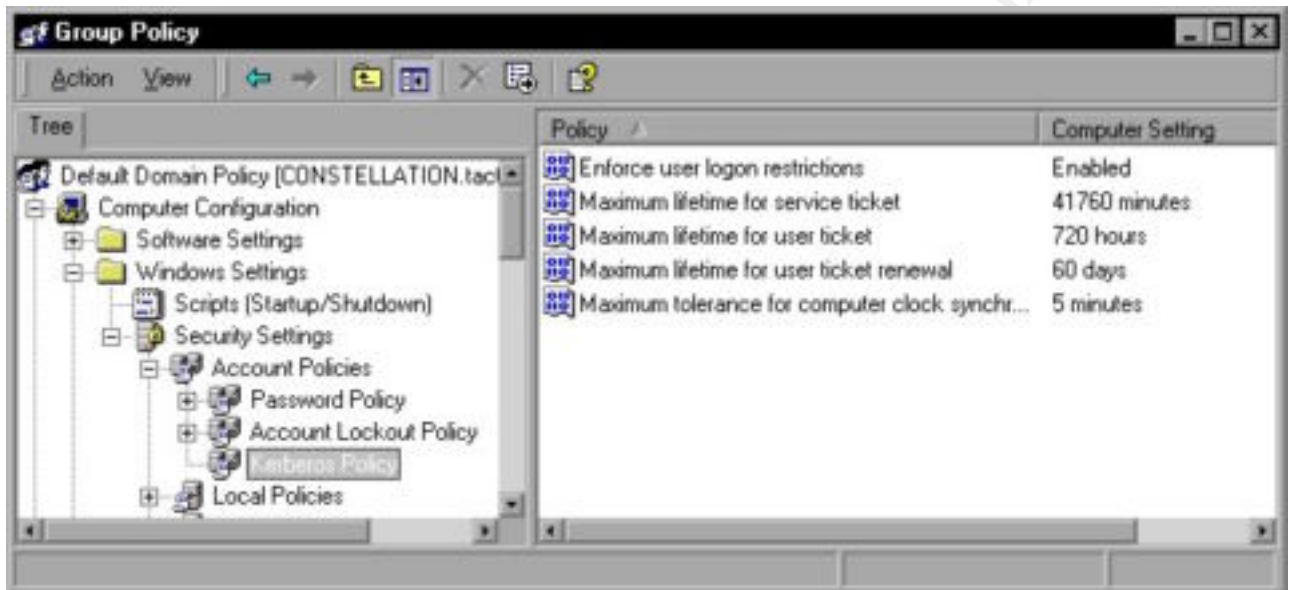 Group Policy
Action View
Tree
Default Domain Policy [CONSTELLATION.tact
Computer Configuration
Software Settings
Windows Settings
Scripts (Startup/Shutdown)
Security Settings
Account Policies
Password Policy
Account Lockout Policy
Kerberos Policy
Local Policies
Policy Computer Setting
Enforce user logon restrictions Enabled
Maximum lifetime for service ticket 41760 minutes
Maximum lifetime for user ticket 720 hours
Maximum lifetime for user ticket renewal 60 days
Maximum tolerance for computer clock synchr... 5 minutes